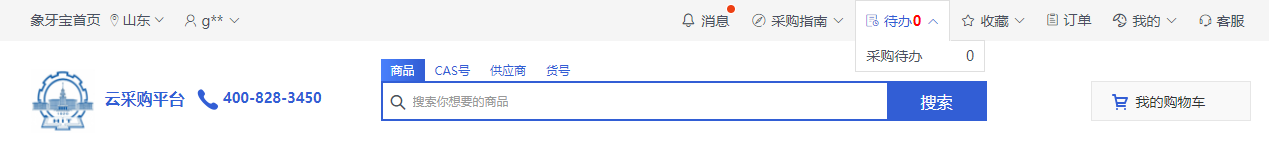 象牙宝首页 山东 g** 消息 采购指南 待办0 收藏 订单 我的 客服
采购待办 0
商品 CAS号 供应商 货号
云采购平台 400-828-3450 搜索你想要的商品 搜索 我的购物车
HIT